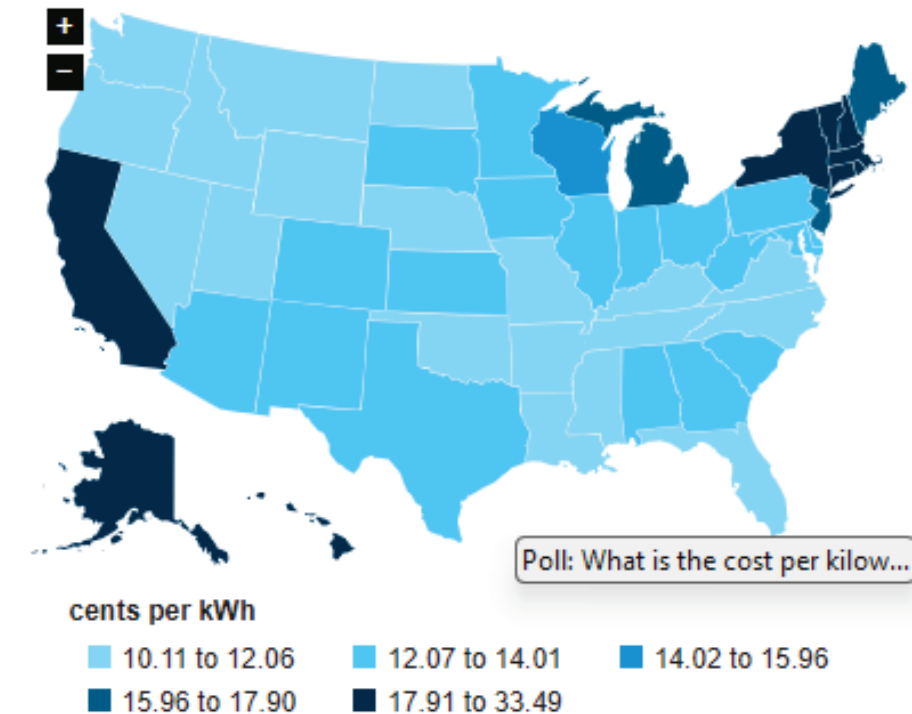 +
−
Poll: What is the cost per kilow...
cents per kWh
10.11 to 12.06 12.07 to 14.01 14.02 to 15.96
15.96 to 17.90 17.91 to 33.49